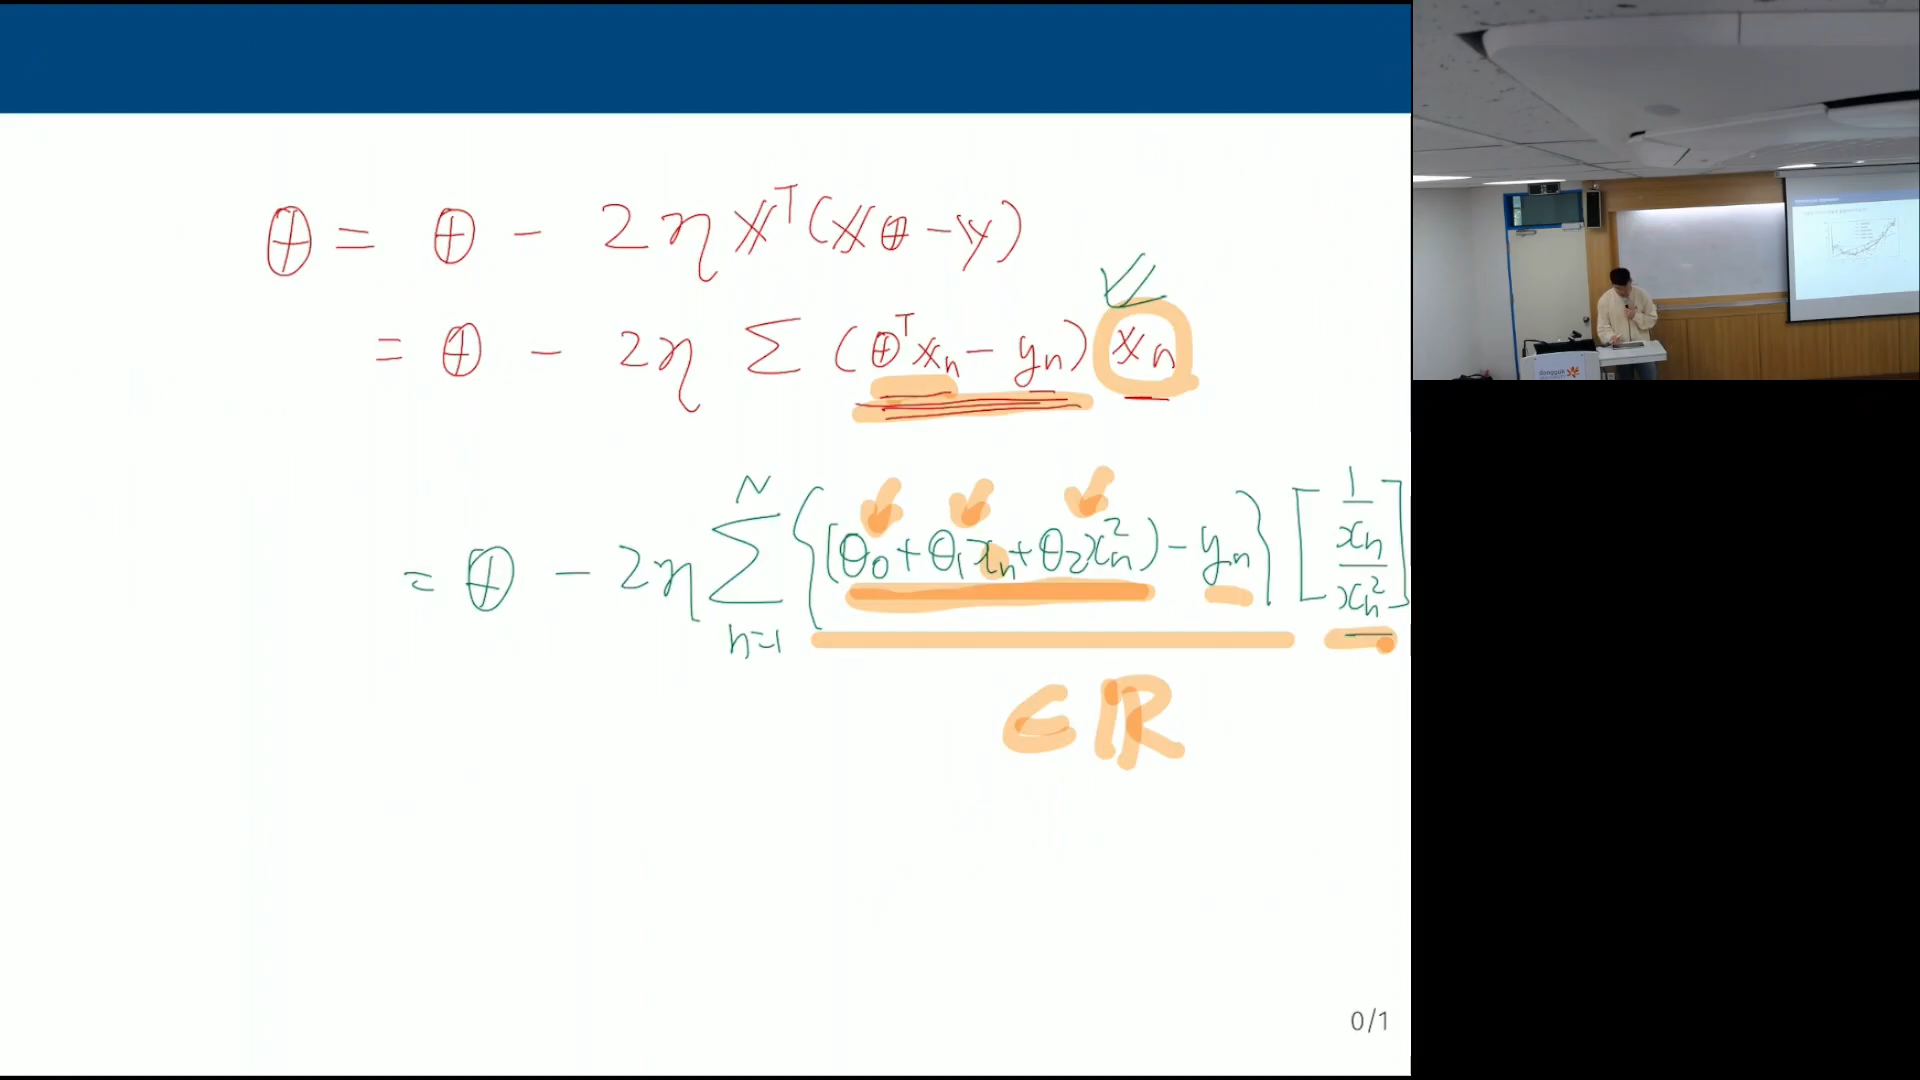 θ = θ - 2η X^T (Xθ - y)
= θ - 2η Σ (θ^T x_n - y_n) x_n
= θ - 2η Σ_{n=1}^{N} {(θ_0 + θ_1 x_n + θ_2 x_n^2) - y_n} [1 x_n x_n^2]
∈ ℝ
0/1
dongguk